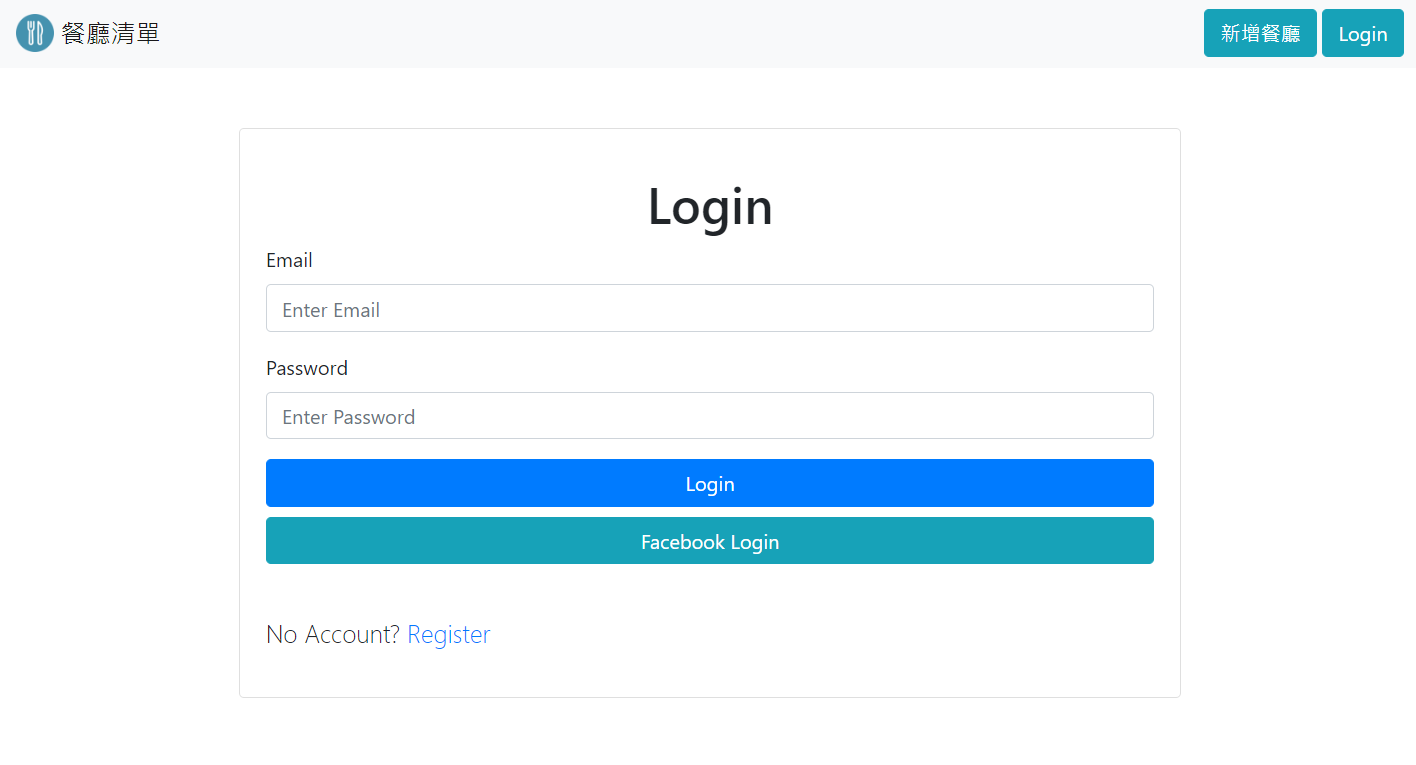 餐廳清單
新增餐廳 Login
Login
Email
Enter Email
Password
Enter Password
Login
Facebook Login
No Account? Register